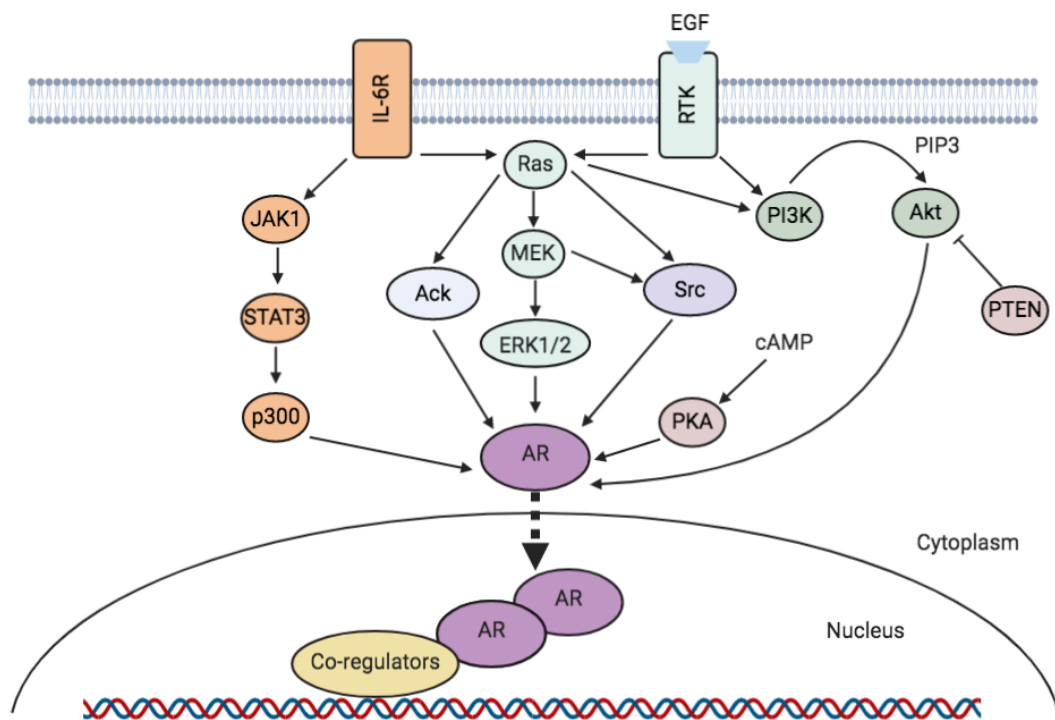 EGF
IL-6R
RTK
PIP3
Ras
JAK1
PI3K
Akt
MEK
Ack
Src
PTEN
STAT3
ERK1/2
cAMP
p300
PKA
AR
Cytoplasm
AR
AR
Nucleus
Co-regulators